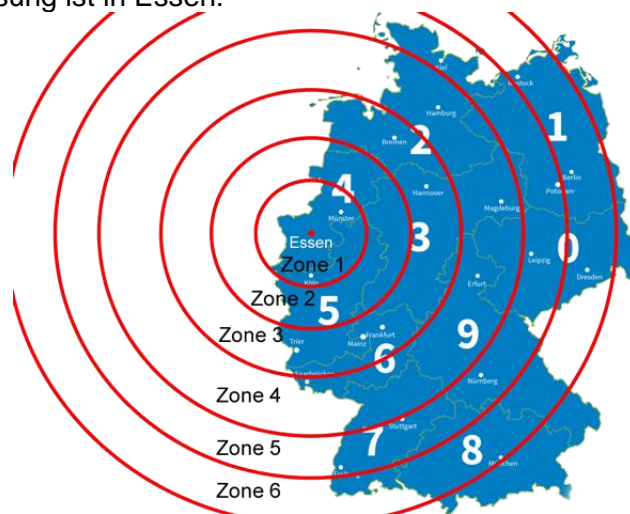 sung ist in Essen.
Kiel
Rostock
Hamburg
1
2
Bremen
Berlin
4
Hannover
Potsdam
Magdeburg
Münster
3
Essen
0
Leipzig
Zone 1
Dresden
Köln
Erfurt
Zone 2
5
9
Zone 3
Frankfurt
Trier
Mainz
6
Saarbrücken
Nürnberg
Zone 4
Stuttgart
7
8
Zone 5
München
Zone 6